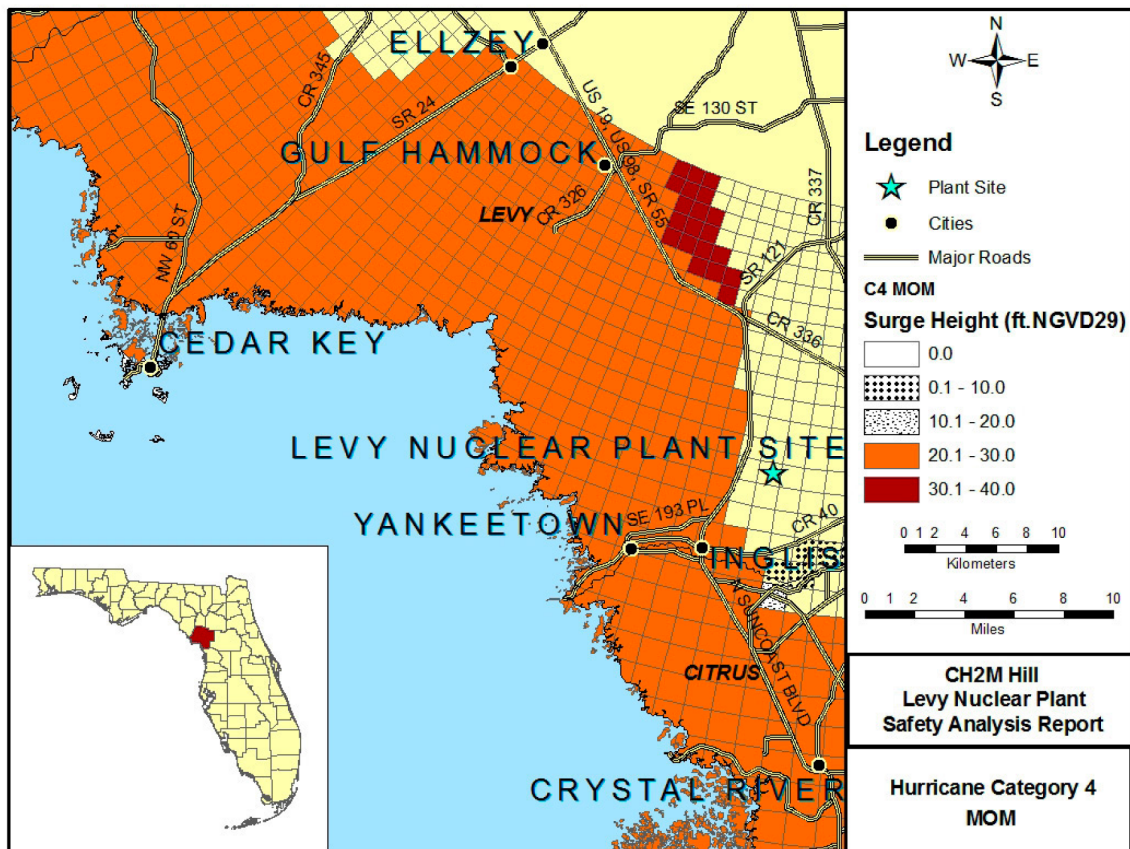 ELLZEY
CR 345
SR 24
US 19, US 98, SR 55
SE 130 ST
GULF HAMMOCK
CR 337
LEVY
CR 326
NW 60 ST
SR 121
CR 336
CEDAR KEY
LEVY NUCLEAR PLANT SITE
YANKEETOWN
SE 193 PL
CR 40
INGLIS
N SUNCOAST BLVD
CITRUS
CRYSTAL RIVER
N
W
E
S
Legend
Plant Site
Cities
Major Roads
C4 MOM
Surge Height (ft.NGVD29)
0.0
0.1 - 10.0
10.1 - 20.0
20.1 - 30.0
30.1 - 40.0
0 1 2 4 6 8 10
Kilometers
0 1 2 4 6 8 10
Miles
CH2M Hill
Levy Nuclear Plant
Safety Analysis Report
Hurricane Category 4
MOM